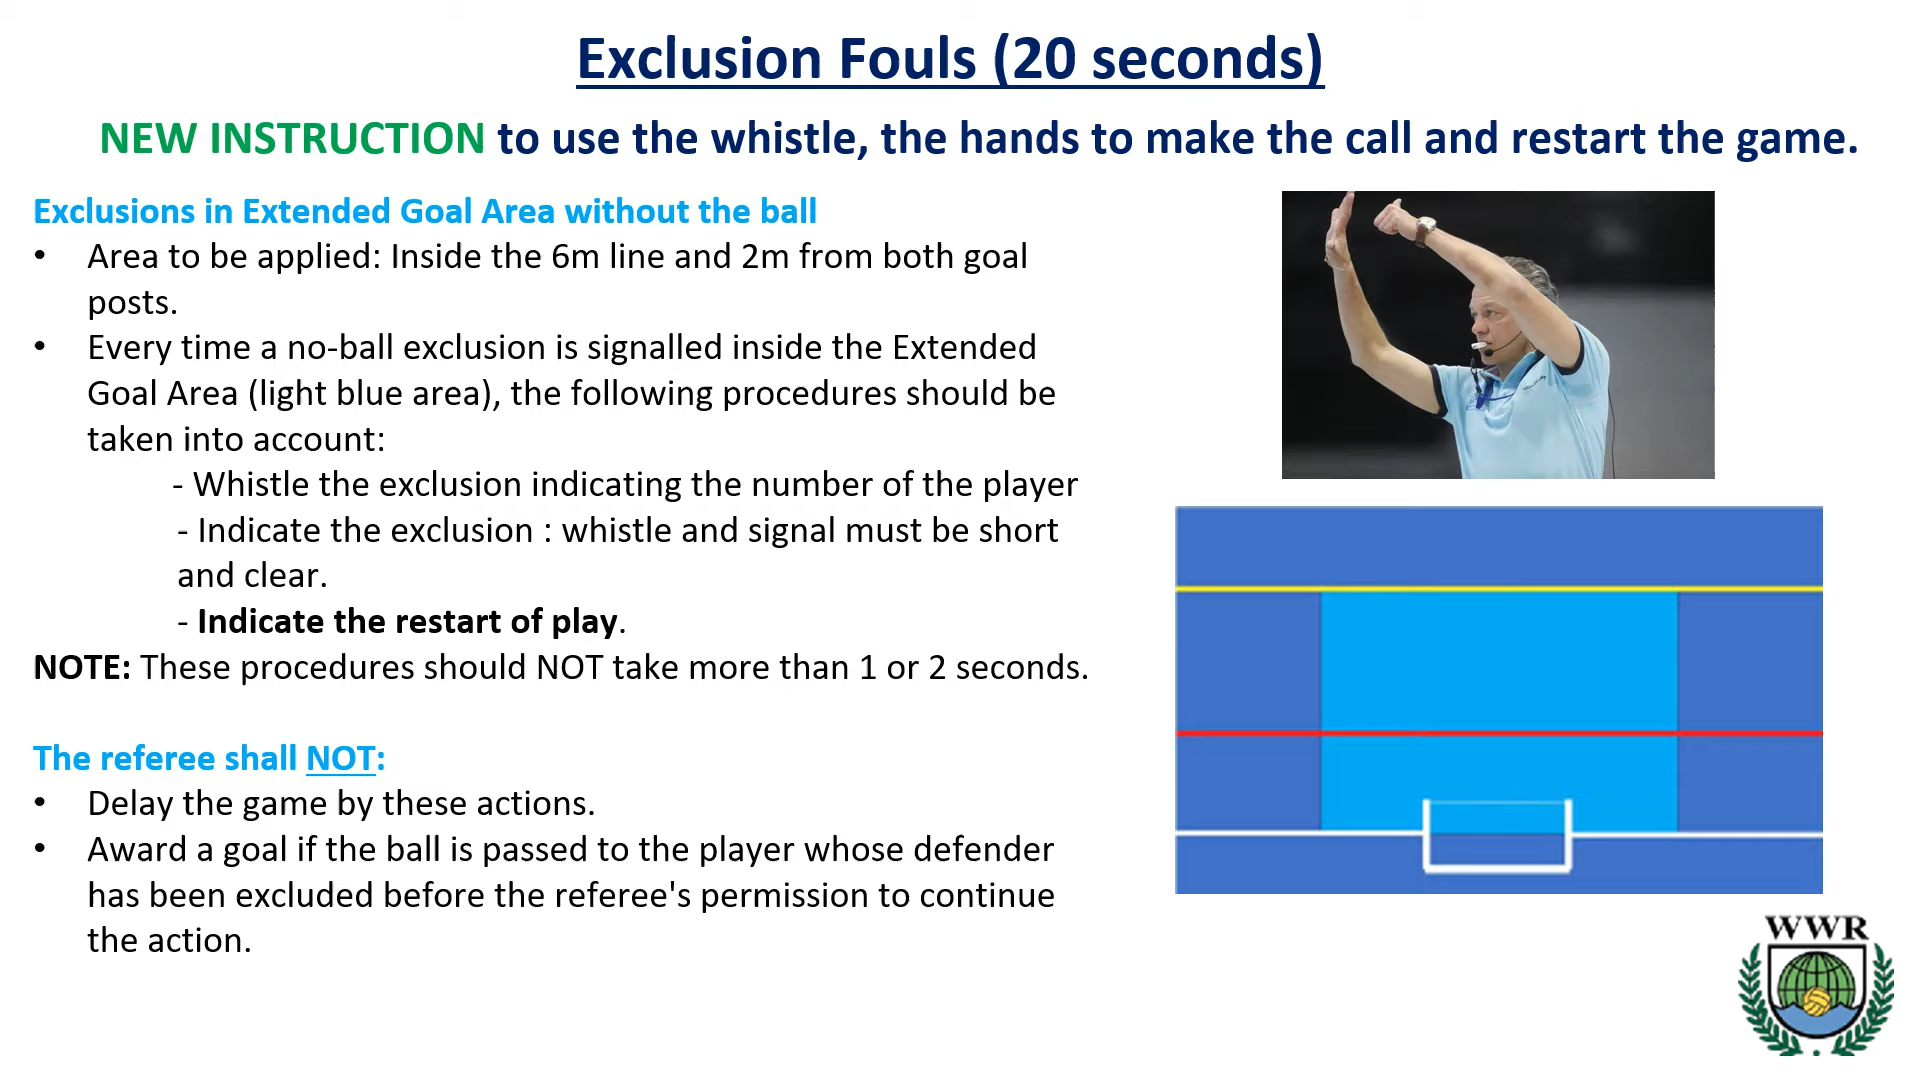 Exclusion Fouls (20 seconds)
NEW INSTRUCTION to use the whistle, the hands to make the call and restart the game.
Exclusions in Extended Goal Area without the ball
• Area to be applied: Inside the 6m line and 2m from both goal
posts.
• Every time a no-ball exclusion is signalled inside the Extended
Goal Area (light blue area), the following procedures should be
taken into account:
- Whistle the exclusion indicating the number of the player
- Indicate the exclusion : whistle and signal must be short
and clear.
- Indicate the restart of play.
NOTE: These procedures should NOT take more than 1 or 2 seconds.
The referee shall NOT:
• Delay the game by these actions.
• Award a goal if the ball is passed to the player whose defender
has been excluded before the referee's permission to continue
the action.
WWR